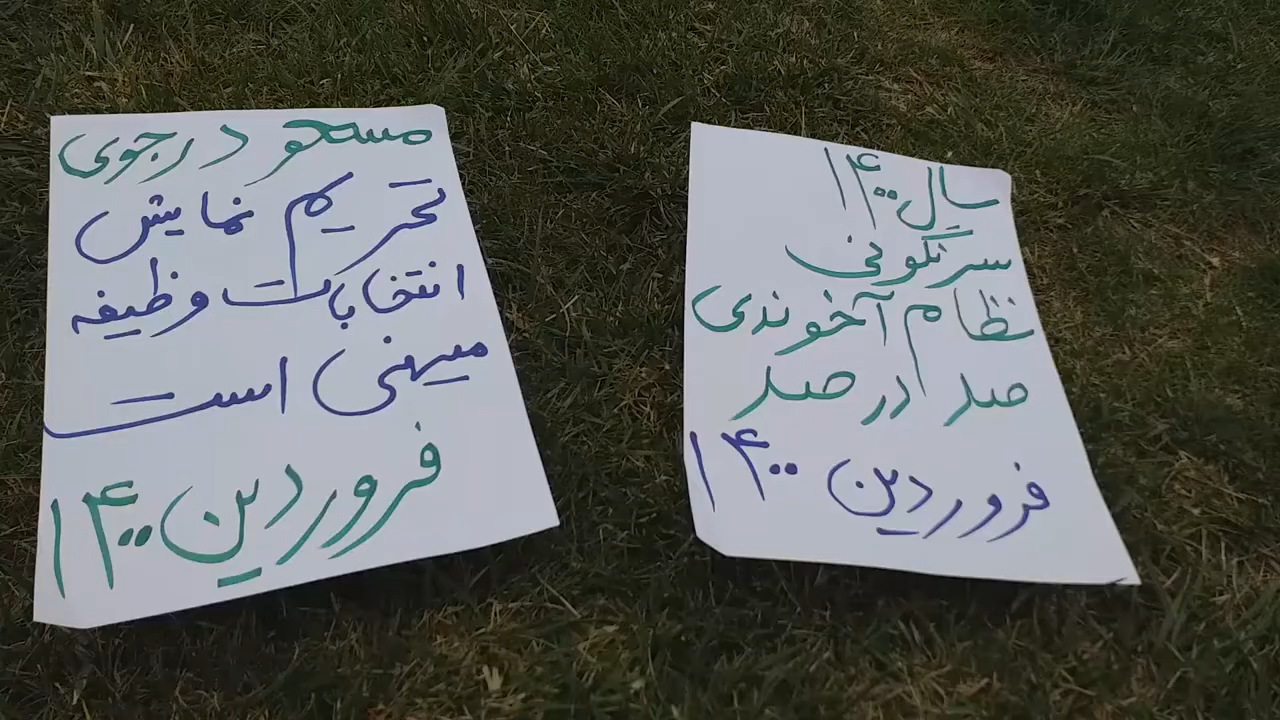 مسعود رجوی
تحریم نمایش
انتخابات وظیفه
میهنی است
فروردین ۱۴۰۰
سال ۱۴۰۰
سرنگونی
نظام آخوندی
صد در صد
فروردین ۱۴۰۰